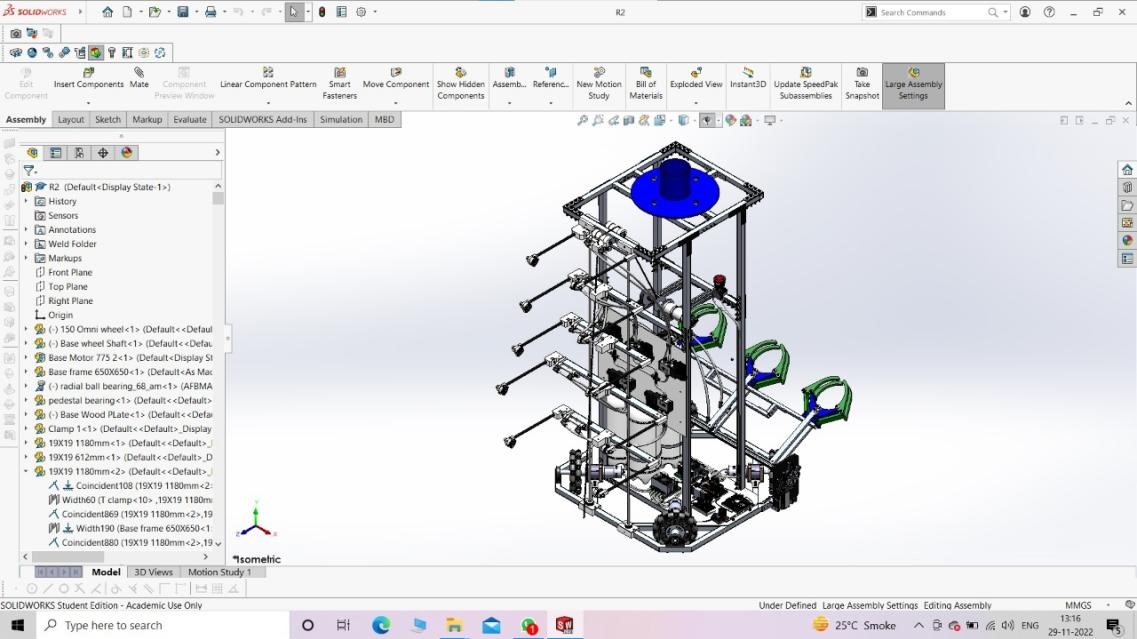 SOLIDWORKS
R2
Search Commands
Edit Component
Insert Components
Mate
Component Preview Window
Linear Component Pattern
Smart Fasteners
Move Component
Show Hidden Components
Assemb...
Referenc...
New Motion Study
Bill of Materials
Exploded View
Instant3D
Update SpeedPak Subassemblies
Take Snapshot
Large Assembly Settings
Assembly Layout Sketch Markup Evaluate SOLIDWORKS Add-Ins Simulation MBD
R2 (Default<Display State-1>)
History
Sensors
Annotations
Weld Folder
Markups
Front Plane
Top Plane
Right Plane
Origin
(-) 150 Omni wheel<1> (Default<<Defaul
(-) Base wheel Shaft<1> (Default<<Defa
Base Motor 775 2<1> (Default<Display St
Base frame 650X650<1> (Default<As Mac
(-) radial ball bearing_68_am<1> (AFBMA
pedestal bearing<1> (Default<<Default>
(-) Base Wood PLate<1> (Default<<Defau
Clamp 1<1> (Default<<Default>_Display
19X19 1180mm<1> (Default<<Default>_I
19X19 612mm<1> (Default<<Default>_D
19X19 1180mm<2> (Default<<Default>_I
Coincident108 (19X19 1180mm<2>
Width60 (T clamp<10> ,19X19 1180m
Coincident869 (19X19 1180mm<2>,19
Width190 (Base frame 650X650<1>
Coincident880 (19X19 1180mm<2>,19
*Isometric
Model 3D Views Motion Study 1
SOLIDWORKS Student Edition - Academic Use Only
Under Defined Large Assembly Settings Editing Assembly MMGS
Type here to search
25°C Smoke
ENG
13:16
29-11-2022